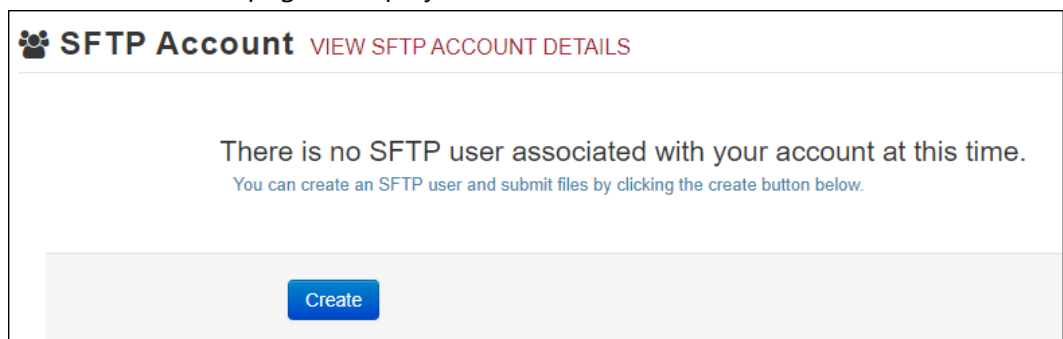 SFTP Account VIEW SFTP ACCOUNT DETAILS
There is no SFTP user associated with your account at this time.
You can create an SFTP user and submit files by clicking the create button below.
Create